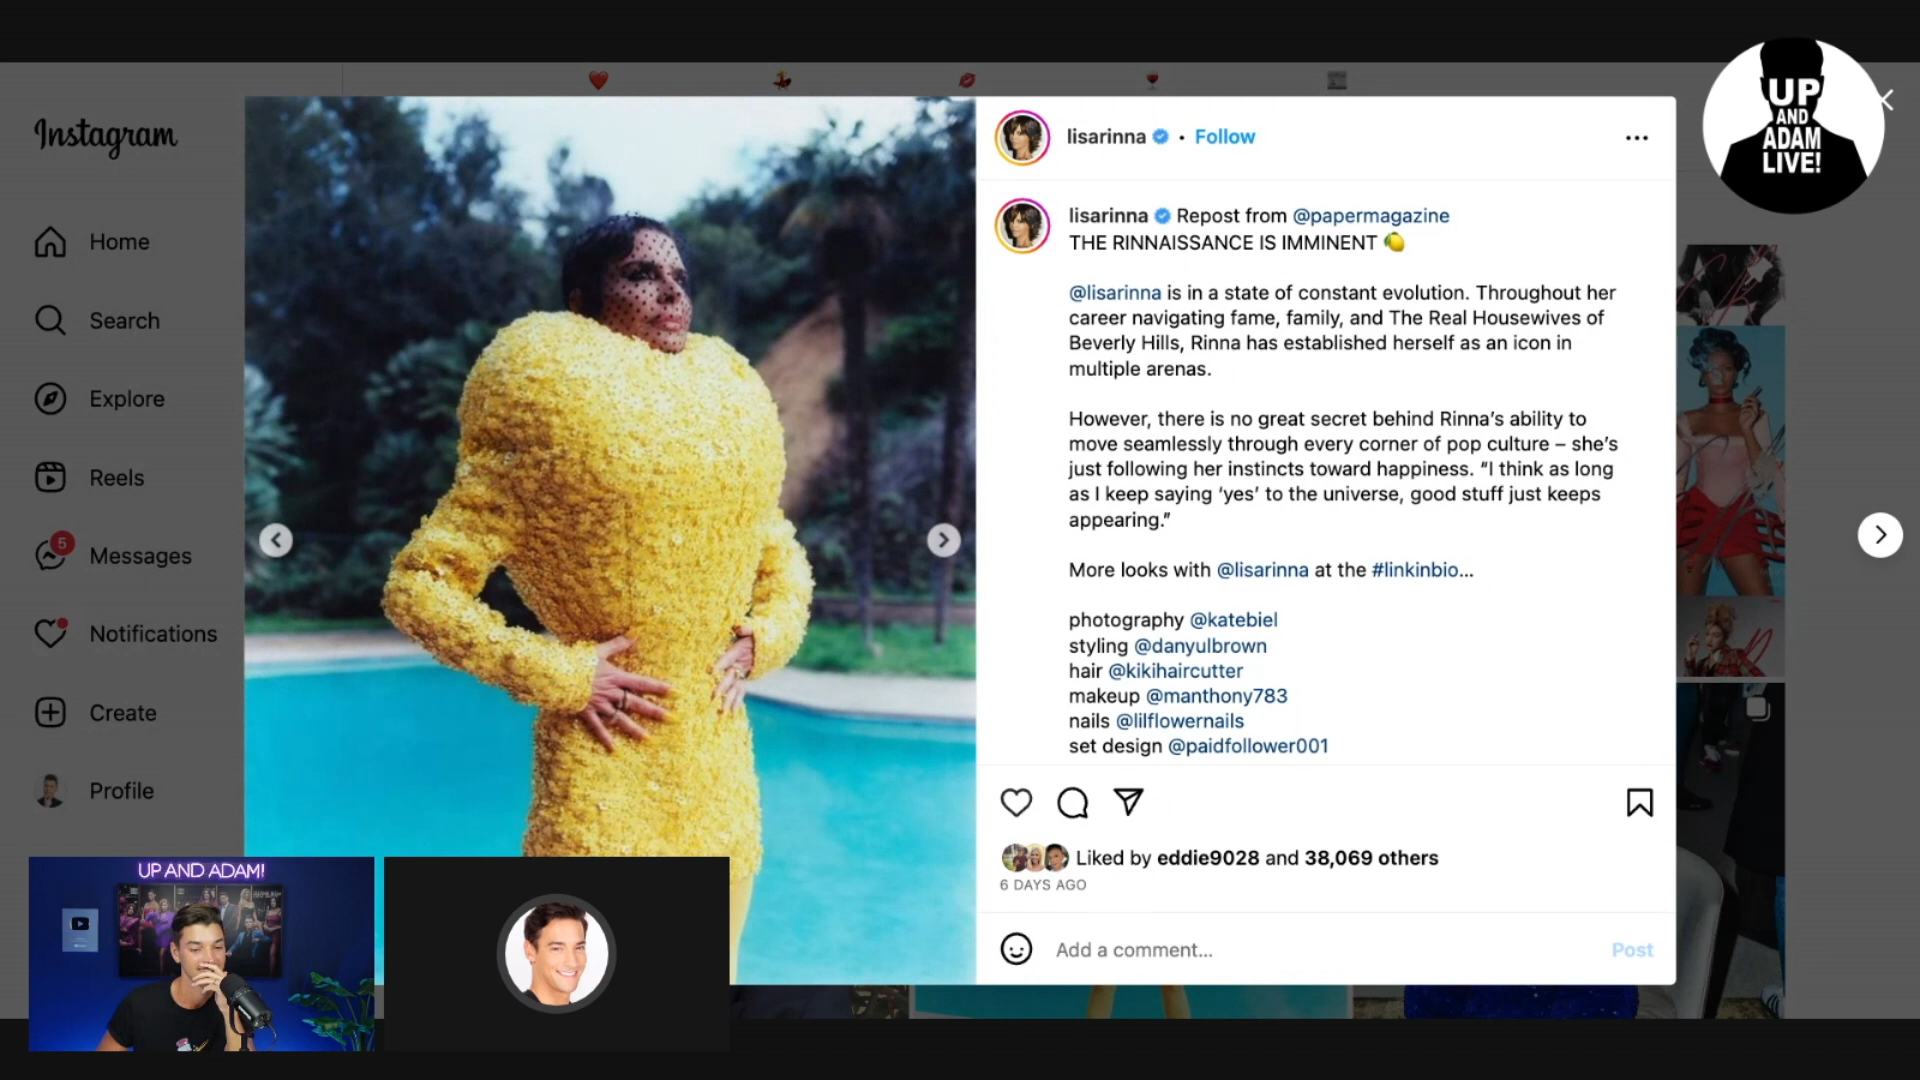 Instagram
Home
Search
Explore
Reels
5
Messages
Notifications
Create
Profile
lisarinna • Follow
lisarinna Repost from @papermagazine
THE RINNAISSANCE IS IMMINENT 🍋
@lisarinna is in a state of constant evolution. Throughout her
career navigating fame, family, and The Real Housewives of
Beverly Hills, Rinna has established herself as an icon in
multiple arenas.
However, there is no great secret behind Rinna’s ability to
move seamlessly through every corner of pop culture – she’s
just following her instincts toward happiness. “I think as long
as I keep saying ‘yes’ to the universe, good stuff just keeps
appearing.”
More looks with @lisarinna at the #linkinbio...
photography @katebiel
styling @danyulbrown
hair @kikihaircutter
makeup @manthony783
nails @lilflowernails
set design @paidfollower001
Liked by eddie9028 and 38,069 others
6 DAYS AGO
Add a comment...
Post
UP
AND
ADAM
LIVE!
UP AND ADAM!